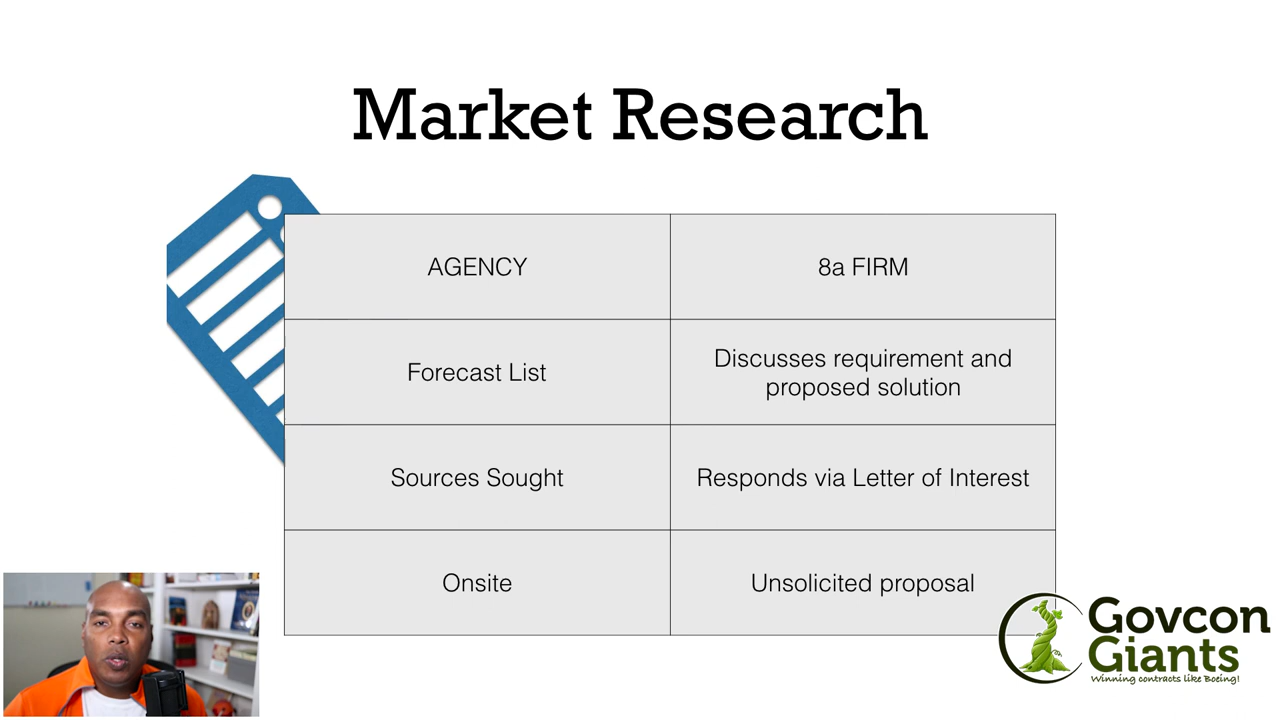 Market Research
AGENCY
8a FIRM
Forecast List
Discusses requirement and
proposed solution
Sources Sought
Responds via Letter of Interest
Onsite
Unsolicited proposal
Govcon
Giants
Winning contracts like Boeing!